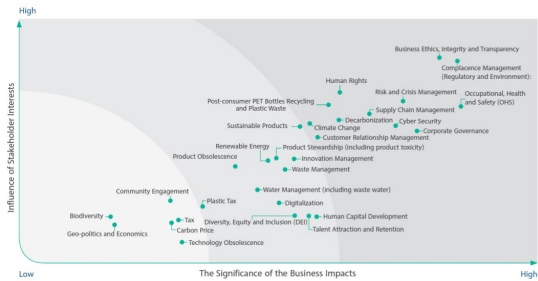 High
Influence of Stakeholder Interests
Business Ethics, Integrity and Transparency
Complacence Management
(Regulatory and Environment):
Human Rights
Risk and Crisis Management
Occupational, Health
and Safety (OHS)
Post-consumer PET Bottles Recycling
and Plastic Waste
Supply Chain Management
Decarbonization
Cyber Security
Sustainable Products
Climate Change
Corporate Governance
Customer Relationship Management
Renewable Energy
Product Stewardship (including product toxicity)
Product Obsolescence
Innovation Management
Waste Management
Community Engagement
Water Management (including waste water)
Plastic Tax
Digitalization
Biodiversity
Tax
Diversity, Equity and Inclusion (DEI)
Human Capital Development
Geo-politics and Economics
Carbon Price
Talent Attraction and Retention
Technology Obsolescence
Low
The Significance of the Business Impacts
High